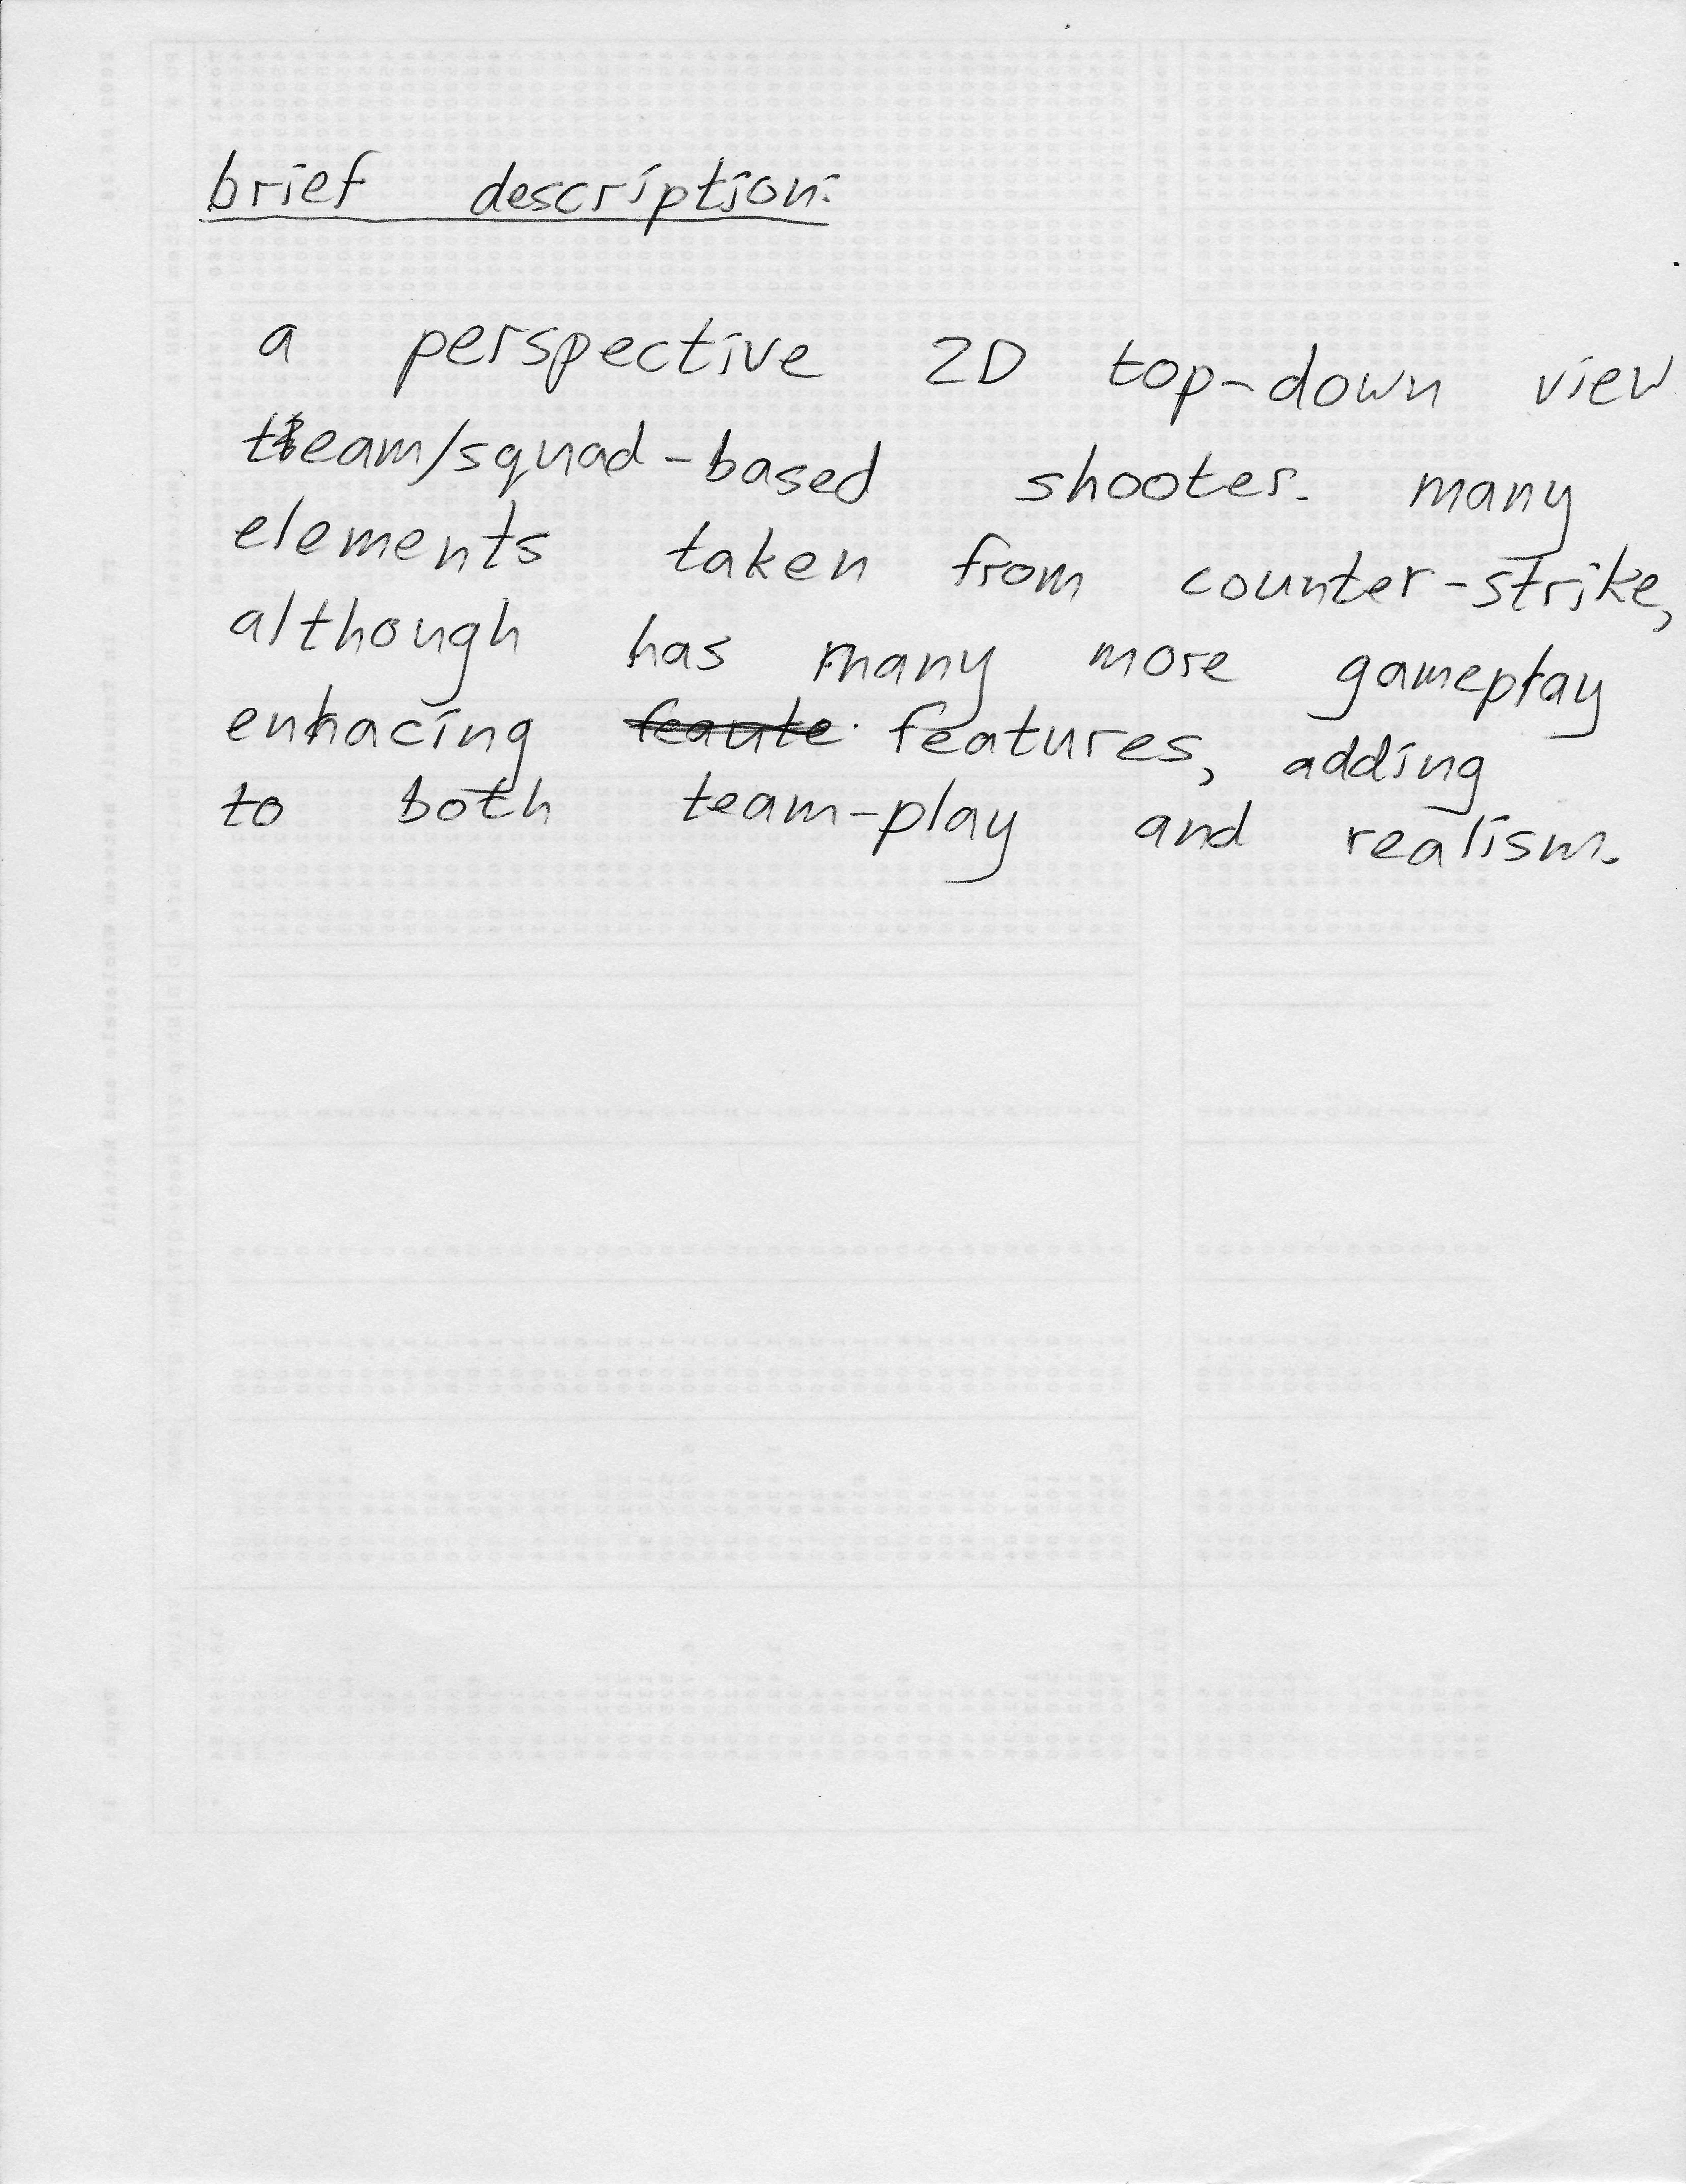 brief description:
a perspective 2D top-down view
team/squad-based shooter. many
elements taken from counter-strike,
although has many more gameplay
enhacing feaute features, adding
to both team-play and realism.